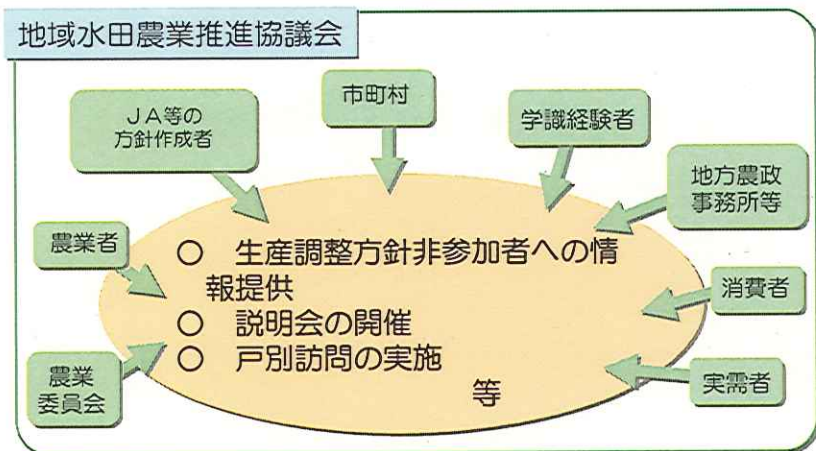 地域水田農業推進協議会
市町村
JA等の
方針作成者
学識経験者
地方農政
事務所等
農業者
消費者
農業
委員会
実需者
○　生産調整方針非参加者への情
報提供
○　説明会の開催
○　戸別訪問の実施
等